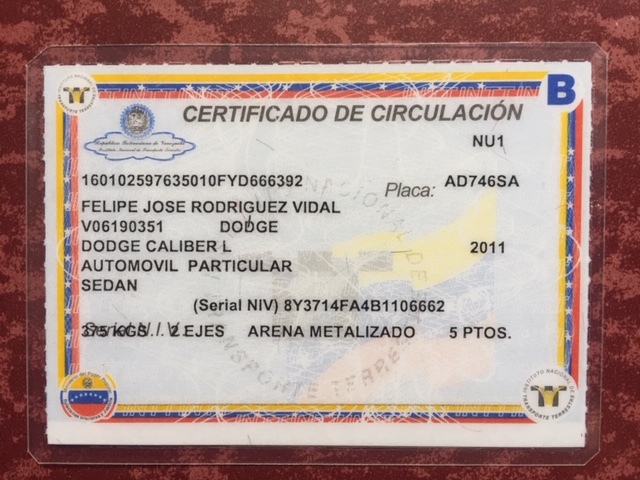 B
CERTIFICADO DE CIRCULACIÓN
República Bolivariana de Venezuela
Instituto Nacional de Transporte Terrestre
NU1
160102597635010FYD666392 Placa: AD746SA
FELIPE JOSE RODRIGUEZ VIDAL
V06190351 DODGE
DODGE CALIBER L 2011
AUTOMOVIL PARTICULAR
SEDAN
(Serial NIV) 8Y3714FA4B1106662
Serial N.I.V.
375 KGS 2 EJES ARENA METALIZADO 5 PTOS.
INSTITUTO NACIONAL DE TRANSPORTE TERRESTRE